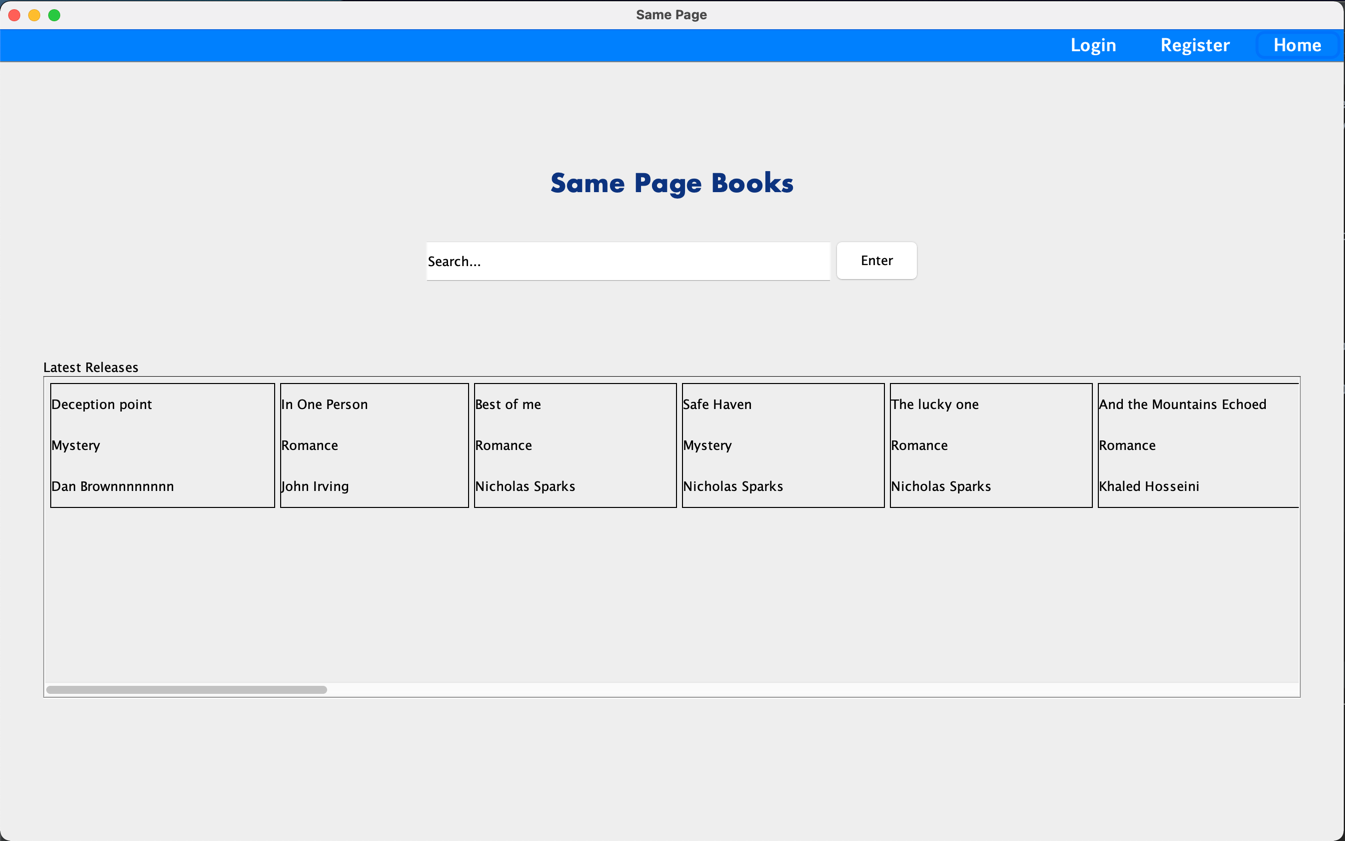 Same Page
Login Register Home
Same Page Books
Search...
Enter
Latest Releases
Deception point
Mystery
Dan Brownnnnnnnn
In One Person
Romance
John Irving
Best of me
Romance
Nicholas Sparks
Safe Haven
Mystery
Nicholas Sparks
The lucky one
Romance
Nicholas Sparks
And the Mountains Echoed
Romance
Khaled Hosseini